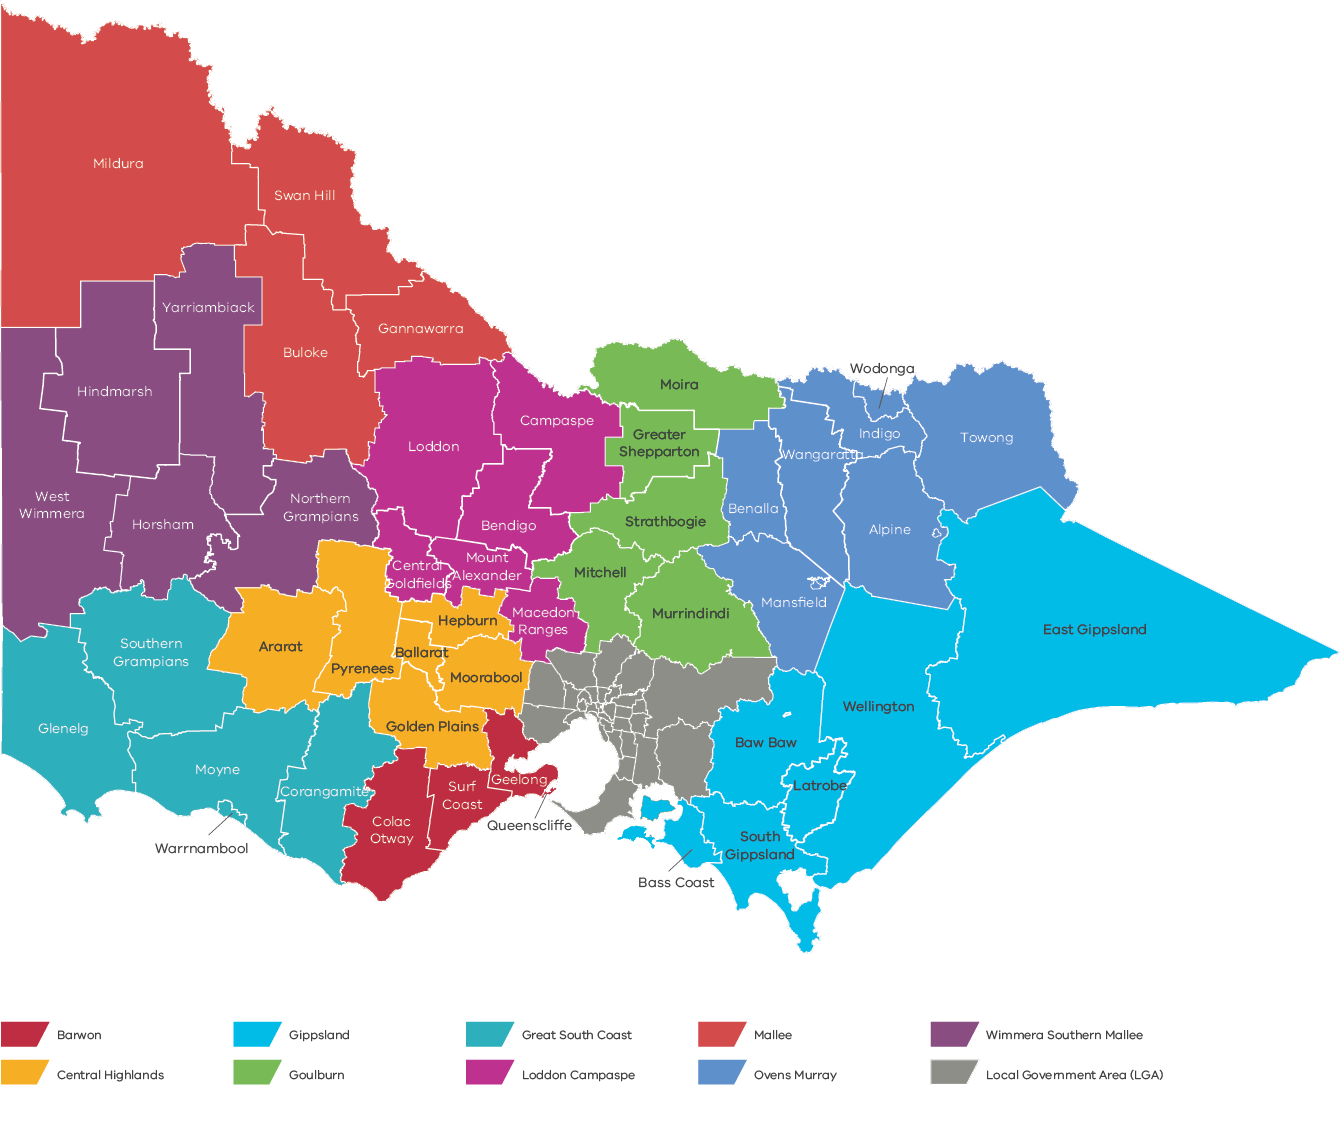 Mildura
Swan Hill
Yarriambiack
Gannawarra
Buloke
Hindmarsh
Moira
Wodonga
Campaspe
Loddon
Greater
Shepparton
Indigo
Towong
Wangaratta
West
Wimmera
Northern
Grampians
Horsham
Bendigo
Strathbogie
Benalla
Alpine
Central
Goldfields
Mount
Alexander
Mitchell
Mansfield
Macedon
Ranges
Hepburn
Murrindindi
East Gippsland
Southern
Grampians
Ararat
Ballarat
Pyrenees
Moorabool
Wellington
Glenelg
Golden Plains
Baw Baw
Moyne
Corangamite
Geelong
Surf
Coast
Latrobe
Colac
Otway
Queenscliffe
South
Gippsland
Warrnambool
Bass Coast
Barwon
Gippsland
Great South Coast
Mallee
Wimmera Southern Mallee
Central Highlands
Goulburn
Loddon Campaspe
Ovens Murray
Local Government Area (LGA)